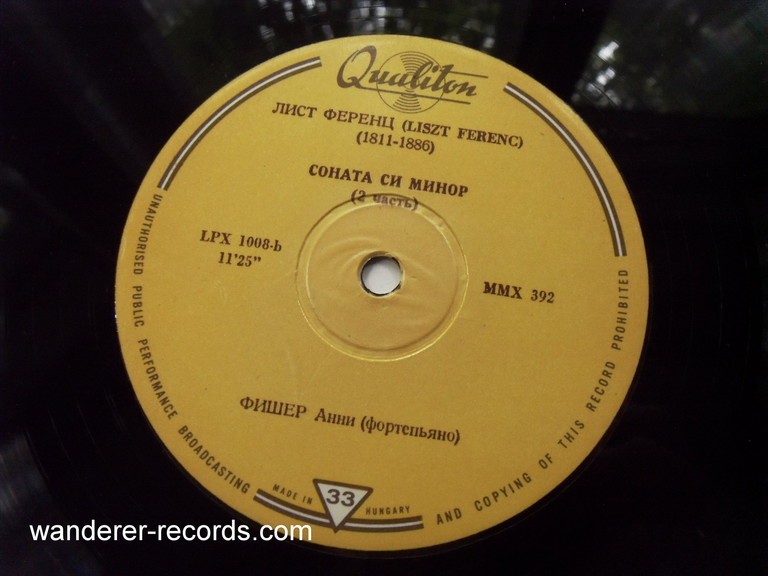 Qualiton
ЛИСТ ФЕРЕНЦ (LISZT FERENC)
(1811-1886)
СОНАТА СИ МИНОР
(2 часть)
LPX 1008-b
11'25"
MMX 392
ФИШЕР Анни (фортепьяно)
UNAUTHORISED PUBLIC PERFORMANCE BROADCASTING
AND COPYING OF THIS RECORD PROHIBITED
MADE IN
33
HUNGARY
wanderer-records.com